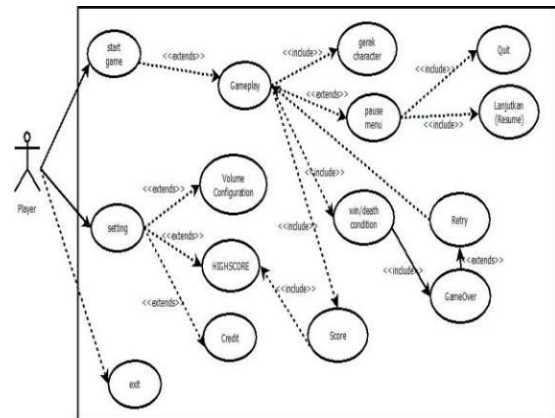 start
game
<<extends>>
Gameplay
<<include>>
gerak
character
<<extends>>
pause
menu
<<include>>
Quit
<<include>>
Lanjutkan
(Resume)
Player
setting
<<extends>>
Volume
Configuration
<<extends>>
HIGHSCORE
<<extends>>
Credit
<<include>>
<<include>>
win/death
condition
<<include>>
Score
<<include>>
GameOver
<<extends>>
Retry
exit